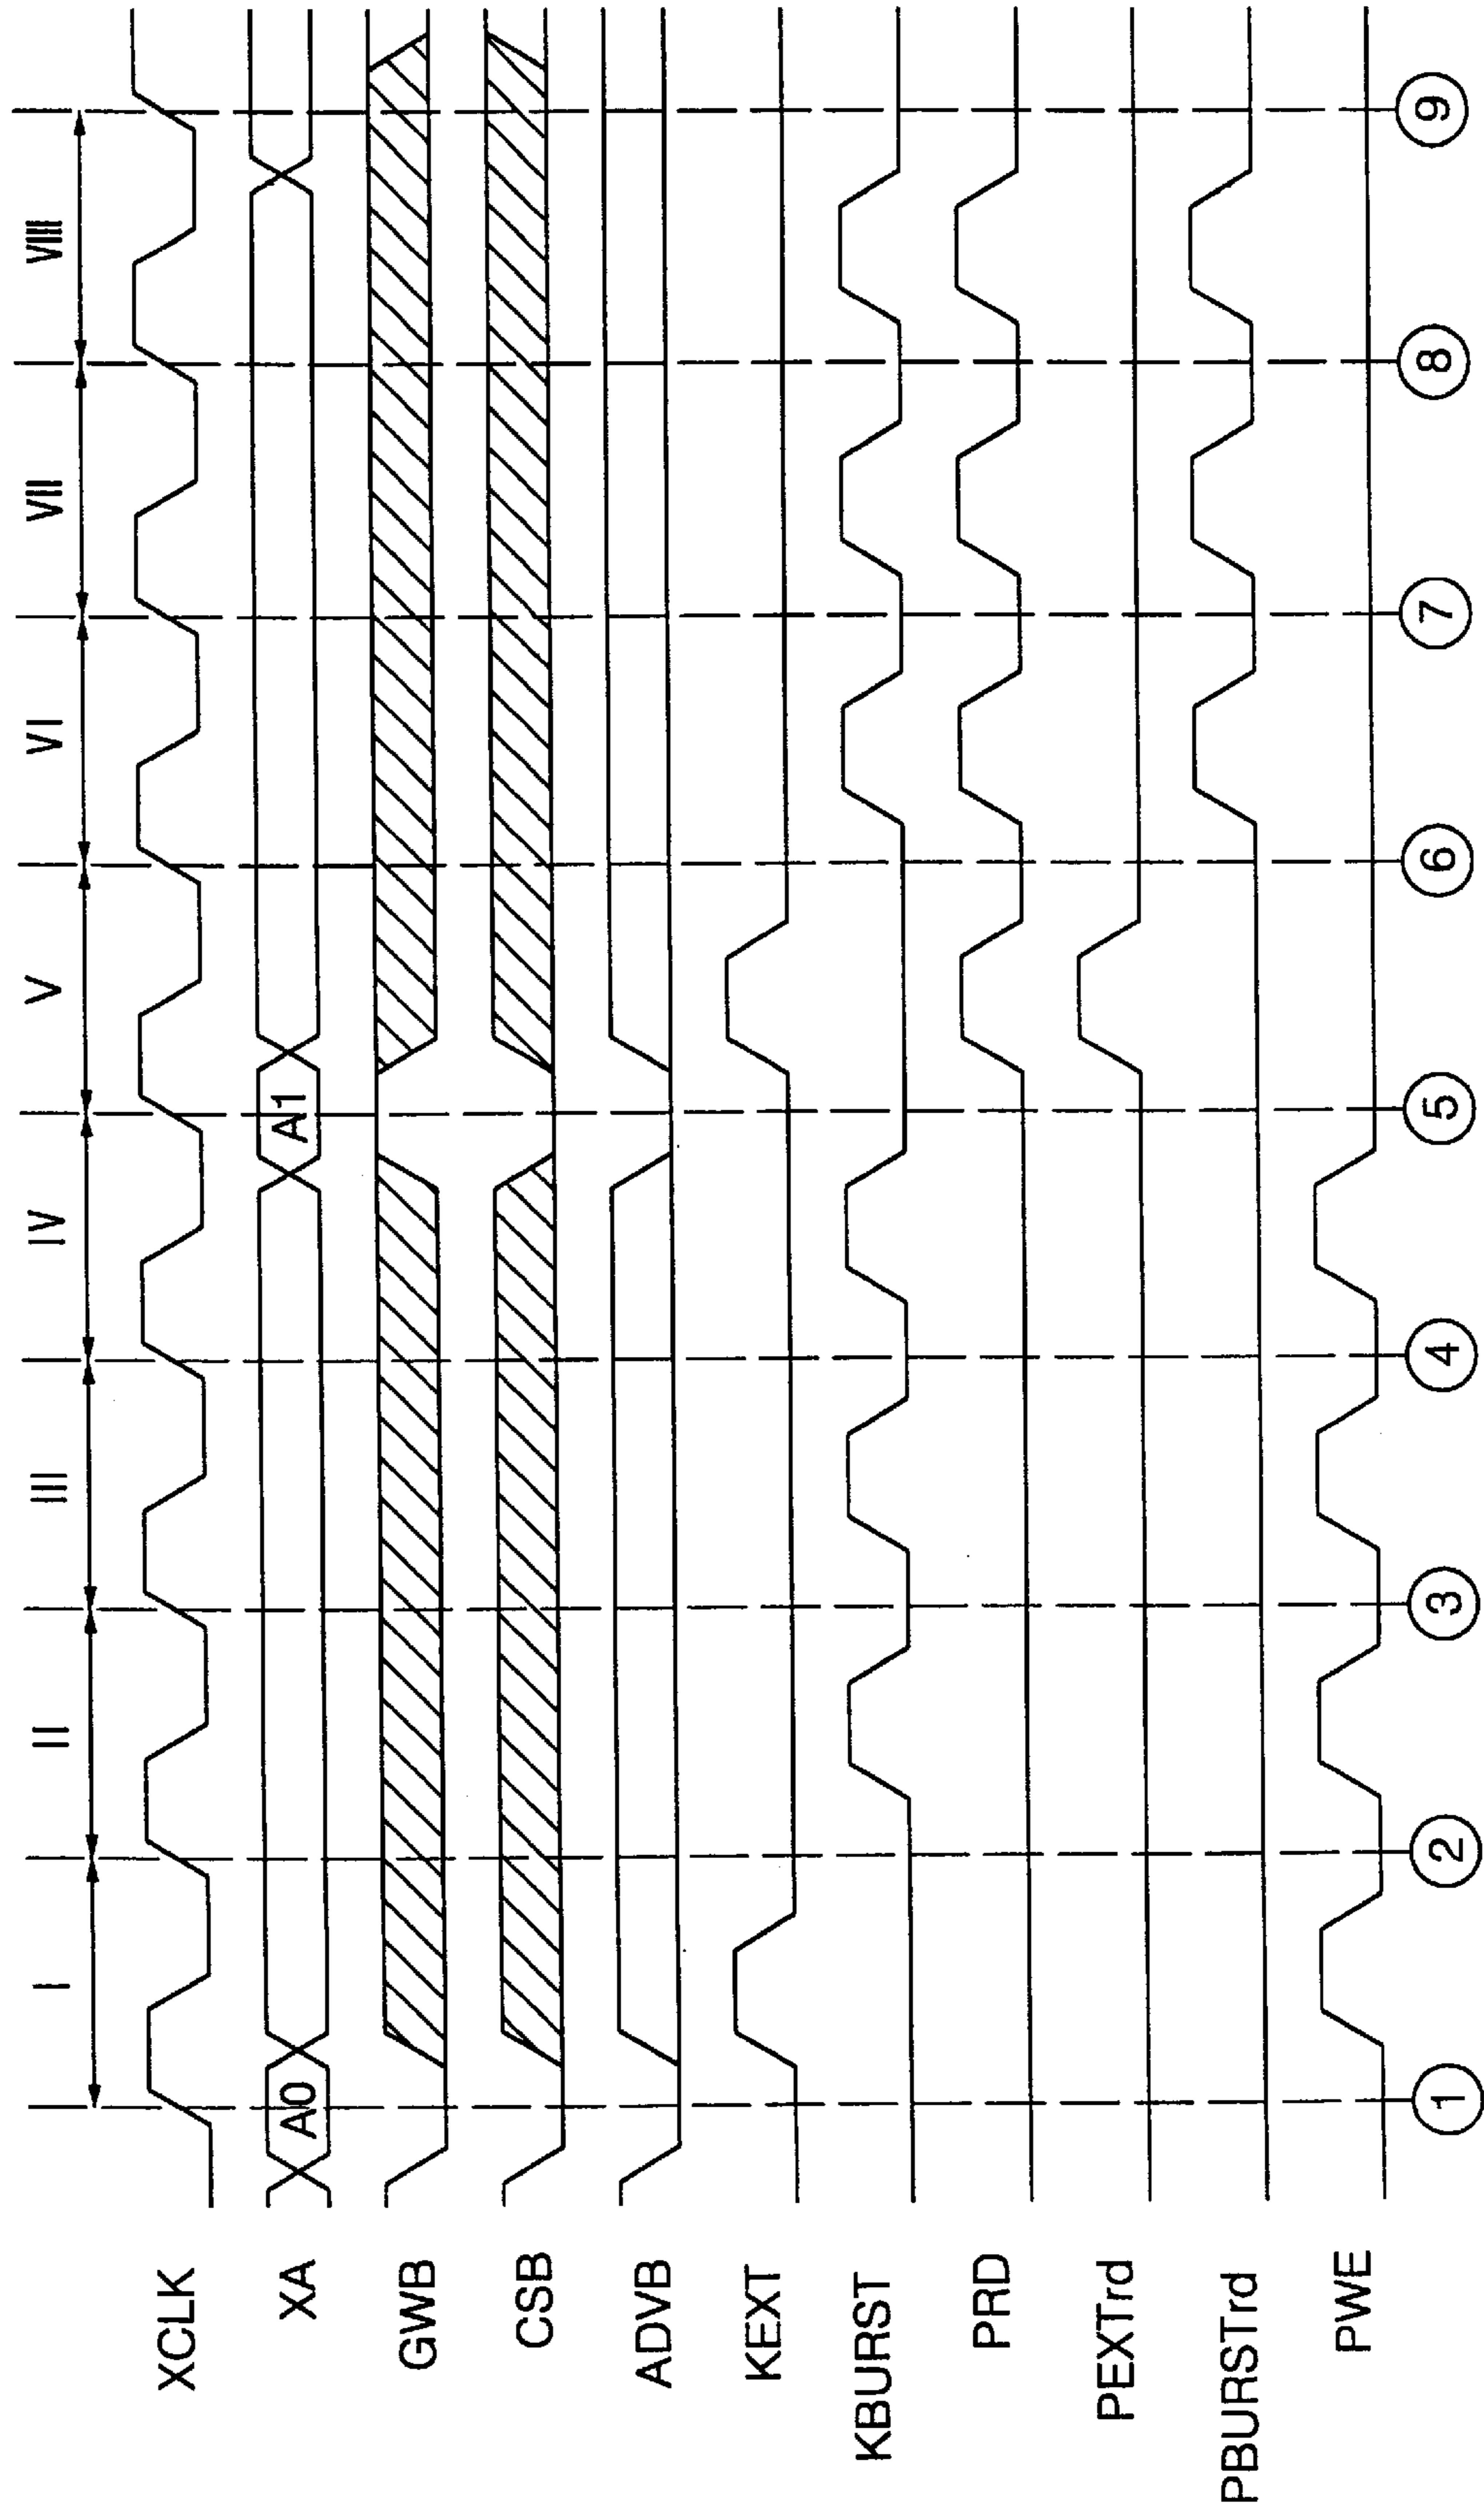 I II III IV V VI VII VIII
XCLK
XA A0 A1
GWB
CSB
ADVB
KEXT
KBURST
PRD
PEXTrd
PBURSTrd
PWE
1 2 3 4 5 6 7 8 9